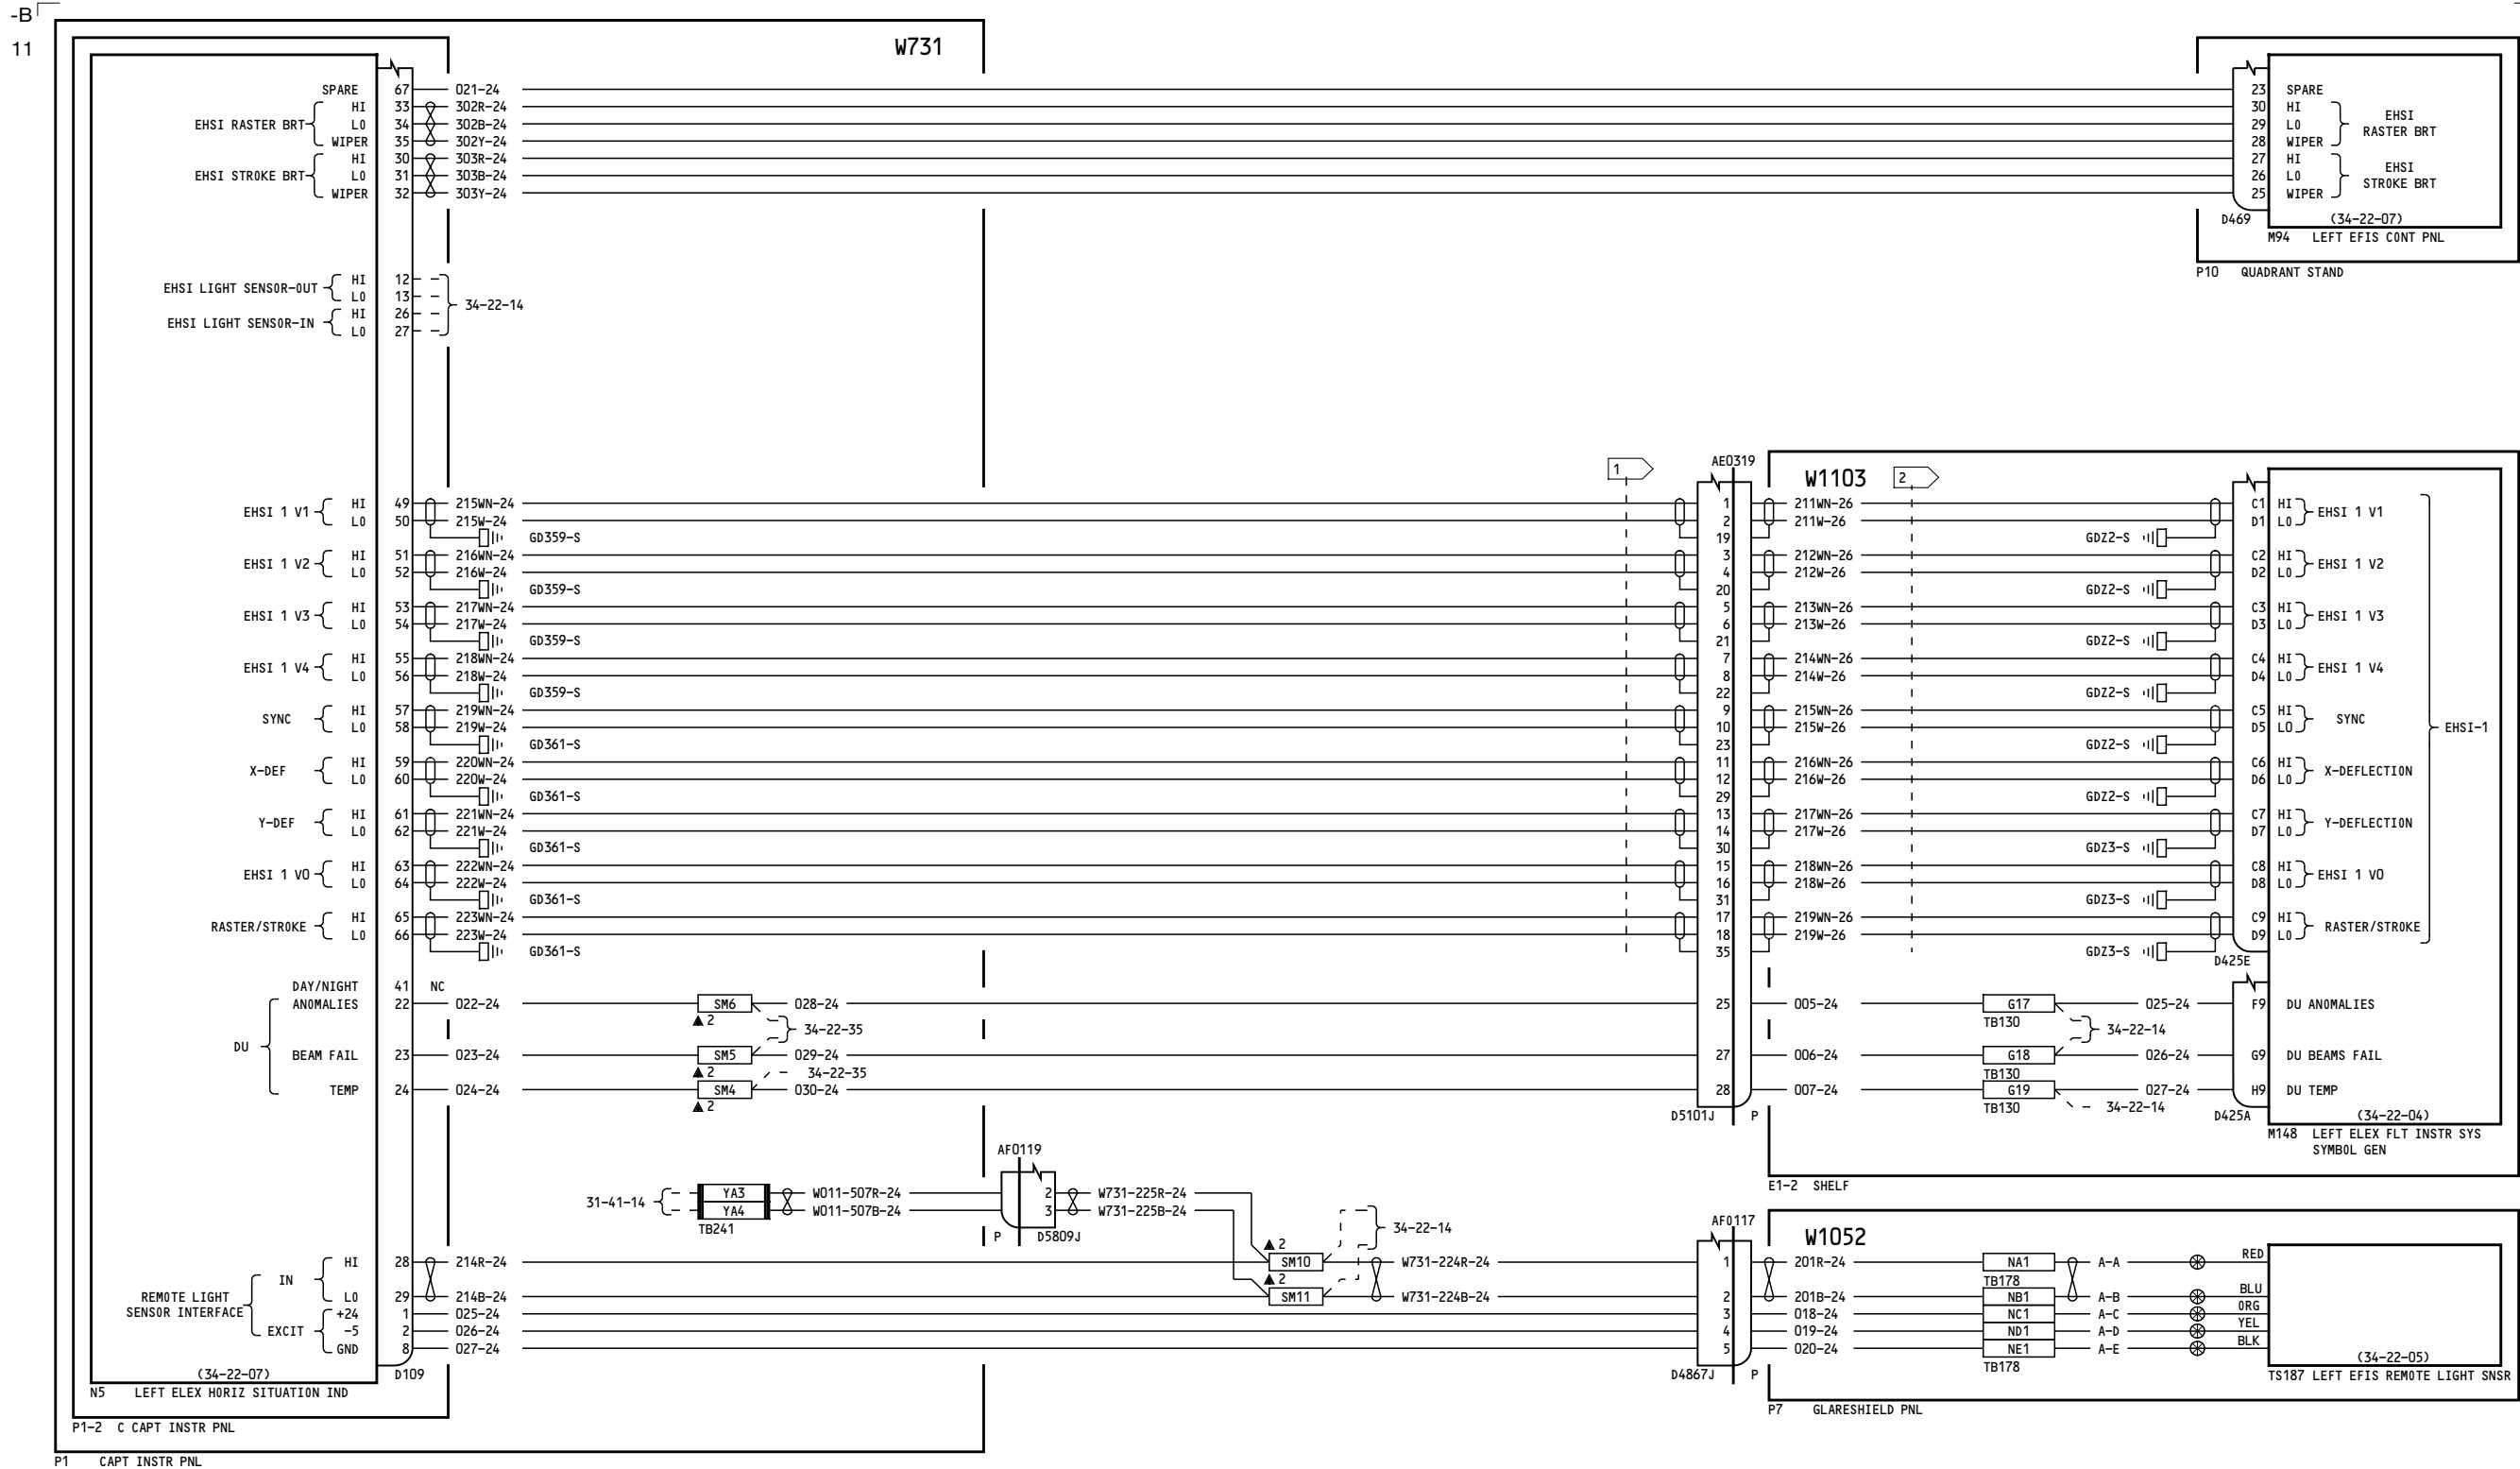 -B
11
W731
SPARE 67 021-24 23 SPARE
EHSI RASTER BRT
HI 33 302R-24 30 HI
LO 34 302B-24 29 LO
WIPER 35 302Y-24 28 WIPER
EHSI
RASTER BRT
EHSI STROKE BRT
HI 30 303R-24 27 HI
LO 31 303B-24 26 LO
WIPER 32 303Y-24 25 WIPER
EHSI
STROKE BRT
D469 (34-22-07)
M94 LEFT EFIS CONT PNL
P10 QUADRANT STAND
EHSI LIGHT SENSOR-OUT
HI 12
LO 13
EHSI LIGHT SENSOR-IN
HI 26
LO 27
34-22-14
1
AE0319
W1103
2
EHSI 1 V1
HI 49 215WN-24 1 211WN-26 C1 HI
LO 50 215W-24 2 211W-26 D1 LO
EHSI 1 V1
GD359-S 19 GDZ2-S
EHSI 1 V2
HI 51 216WN-24 3 212WN-26 C2 HI
LO 52 216W-24 4 212W-26 D2 LO
EHSI 1 V2
GD359-S 20 GDZ2-S
EHSI 1 V3
HI 53 217WN-24 5 213WN-26 C3 HI
LO 54 217W-24 6 213W-26 D3 LO
EHSI 1 V3
GD359-S 21 GDZ2-S
EHSI 1 V4
HI 55 218WN-24 7 214WN-26 C4 HI
LO 56 218W-24 8 214W-26 D4 LO
EHSI 1 V4
GD359-S 22 GDZ2-S
SYNC
HI 57 219WN-24 9 215WN-26 C5 HI
LO 58 219W-24 10 215W-26 D5 LO
SYNC
EHSI-1
GD361-S 23 GDZ2-S
X-DEF
HI 59 220WN-24 11 216WN-26 C6 HI
LO 60 220W-24 12 216W-26 D6 LO
X-DEFLECTION
GD361-S 29 GDZ2-S
Y-DEF
HI 61 221WN-24 13 217WN-26 C7 HI
LO 62 221W-24 14 217W-26 D7 LO
Y-DEFLECTION
GD361-S 30 GDZ3-S
EHSI 1 V0
HI 63 222WN-24 15 218WN-26 C8 HI
LO 64 222W-24 16 218W-26 D8 LO
EHSI 1 V0
GD361-S 31 GDZ3-S
RASTER/STROKE
HI 65 223WN-24 17 219WN-26 C9 HI
LO 66 223W-24 18 219W-26 D9 LO
RASTER/STROKE
GD361-S 35 GDZ3-S
D425E
DAY/NIGHT 41 NC
DU
ANOMALIES 22 022-24 SM6 028-24 25 005-24 G17 025-24 F9 DU ANOMALIES
2 34-22-35 TB130 34-22-14
BEAM FAIL 23 023-24 SM5 029-24 27 006-24 G18 026-24 G9 DU BEAMS FAIL
2 34-22-35 TB130
TEMP 24 024-24 SM4 030-24 28 007-24 G19 027-24 H9 DU TEMP
2 D5101J P TB130 34-22-14 D425A (34-22-04)
M148 LEFT ELEX FLT INSTR SYS
SYMBOL GEN
E1-2 SHELF
AF0119
31-41-14
YA3 W011-507R-24 2 W731-225R-24
YA4 W011-507B-24 3 W731-225B-24
TB241
P D5809J
34-22-14
AF0117
W1052
REMOTE LIGHT
SENSOR INTERFACE
IN
HI 28 214R-24 2 SM10 W731-224R-24 1 201R-24 NA1 A-A RED
TB178
LO 29 214B-24 2 SM11 W731-224B-24 2 201B-24 NB1 A-B BLU
EXCIT
+24 1 025-24 3 018-24 NC1 A-C ORG
-5 2 026-24 4 019-24 ND1 A-D YEL
GND 8 027-24 5 020-24 NE1 A-E BLK
TB178
(34-22-07) D109 D4867J P (34-22-05)
N5 LEFT ELEX HORIZ SITUATION IND
TS187 LEFT EFIS REMOTE LIGHT SNSR
P7 GLARESHIELD PNL
P1-2 C CAPT INSTR PNL
P1 CAPT INSTR PNL